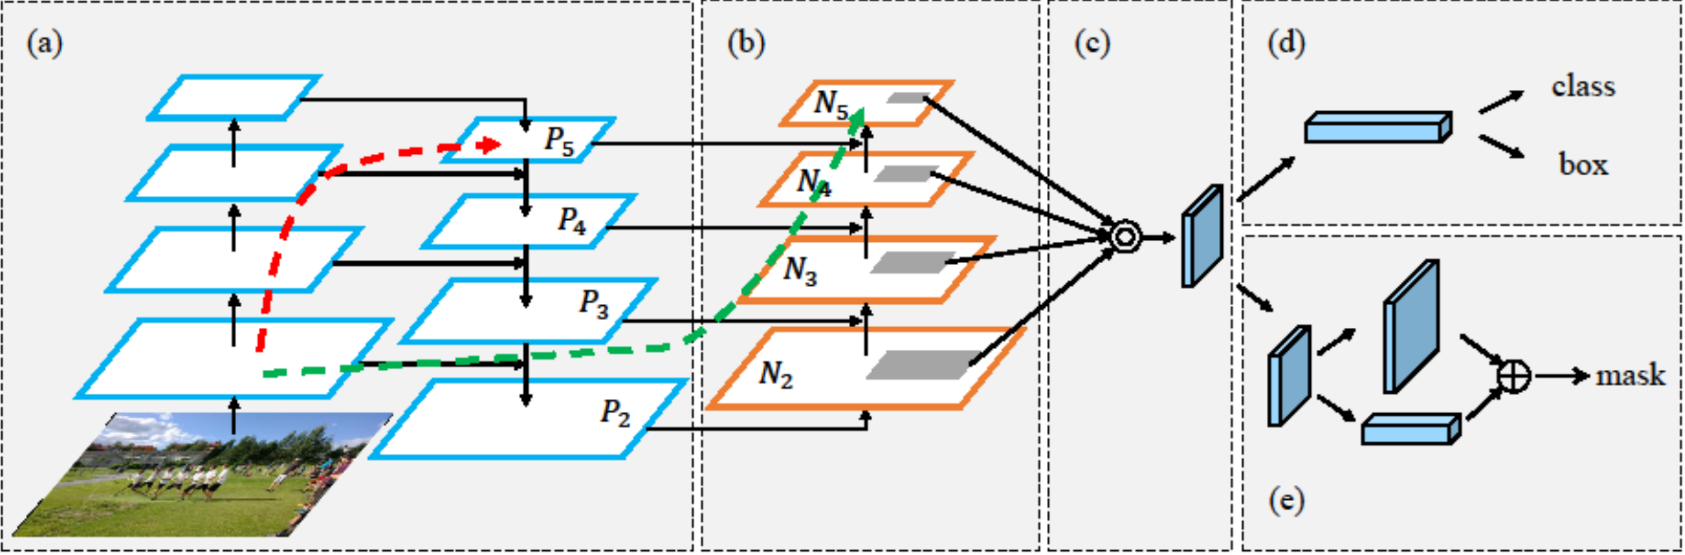 (a)
P5
P4
P3
P2
(b)
N5
N4
N3
N2
(c)
(d)
class
box
mask
(e)